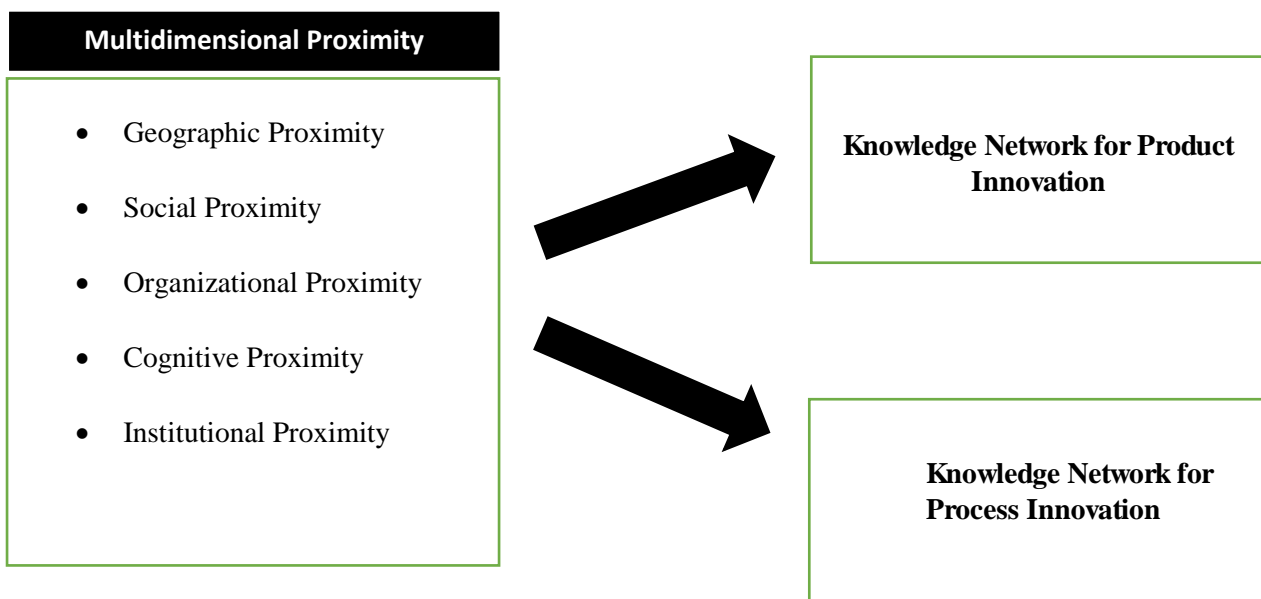 Multidimensional Proximity
• Geographic Proximity
• Social Proximity
• Organizational Proximity
• Cognitive Proximity
• Institutional Proximity
Knowledge Network for Product
Innovation
Knowledge Network for
Process Innovation